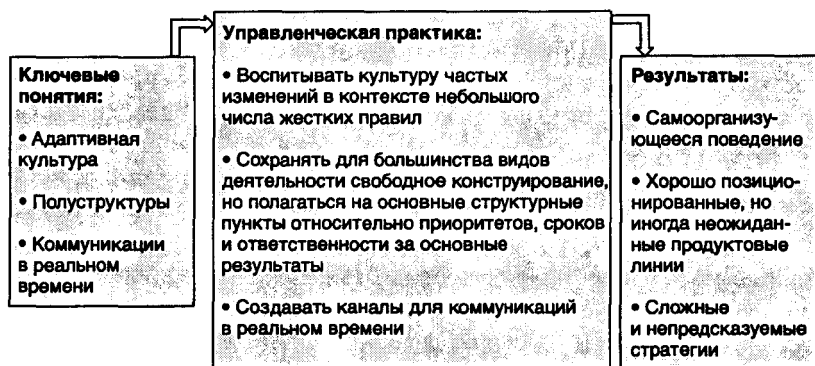 Ключевые
понятия:
• Адаптивная
культура
• Полуструктуры
• Коммуникации
в реальном
времени
Управленческая практика:
• Воспитывать культуру частых
изменений в контексте небольшого
числа жестких правил
• Сохранять для большинства видов
деятельности свободное конструирование,
но полагаться на основные структурные
пункты относительно приоритетов, сроков
и ответственности за основные
результаты
• Создавать каналы для коммуникаций
в реальном времени
Результаты:
• Самоорганизу-
ющееся поведение
• Хорошо позицио-
нированные, но
иногда неожидан-
ные продуктовые
линии
• Сложные
и непредсказуемые
стратегии